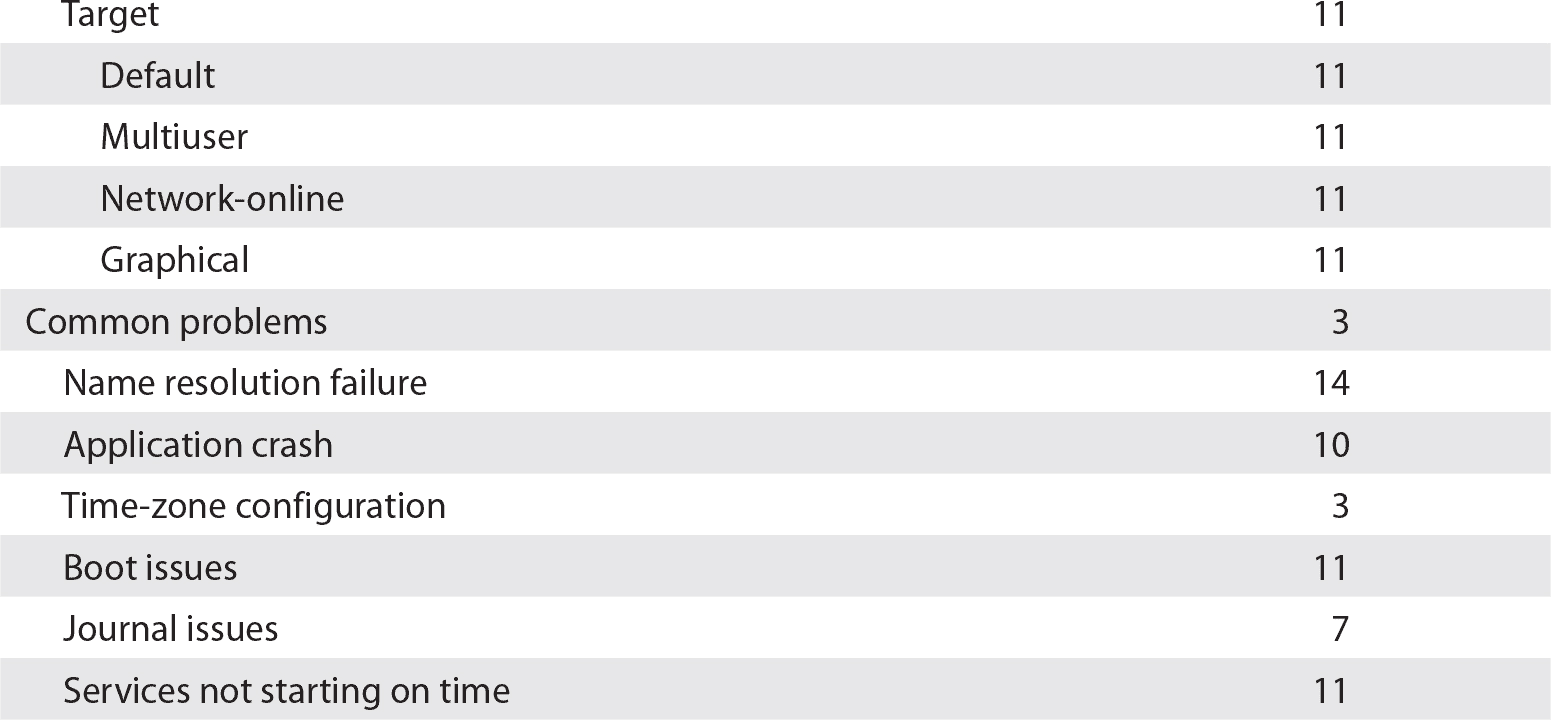 Target 11
Default 11
Multiuser 11
Network-online 11
Graphical 11
Common problems 3
Name resolution failure 14
Application crash 10
Time-zone configuration 3
Boot issues 11
Journal issues 7
Services not starting on time 11